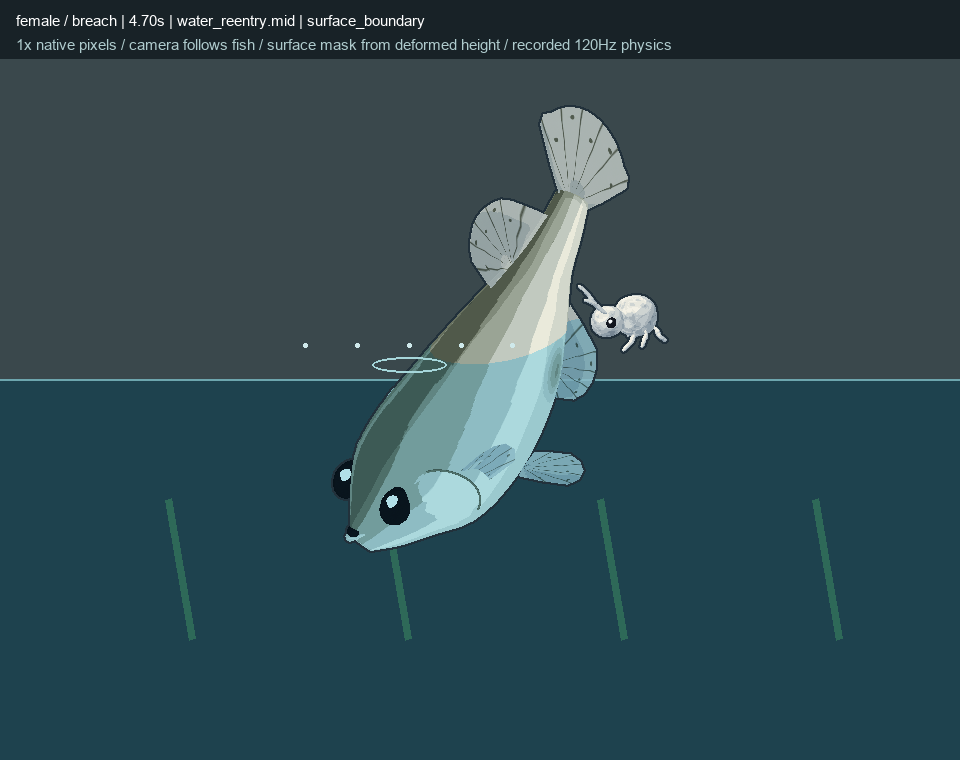 female / breach | 4.70s | water_reentry.mid | surface_boundary
1x native pixels / camera follows fish / surface mask from deformed height / recorded 120Hz physics